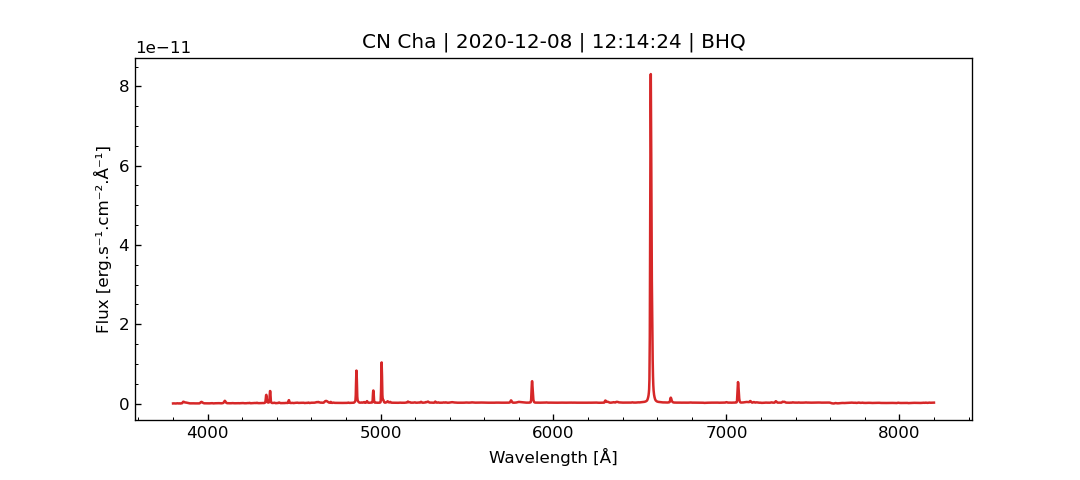 CN Cha | 2020-12-08 | 12:14:24 | BHQ
1e−11
8
6
4
2
0
Flux [erg.s⁻¹.cm⁻².Å⁻¹]
4000 5000 6000 7000 8000
Wavelength [Å]